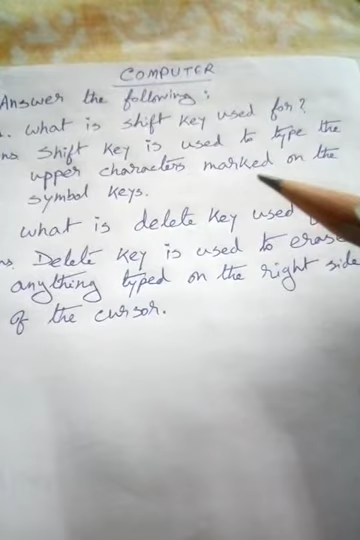 COMPUTER
Answer the following:
. What is shift key used for?
ns Shift key is used to type the
upper characters marked on the
symbol keys.
What is delete key used
ns. Delete key is used to erase
anything typed on the right side
of the cursor.